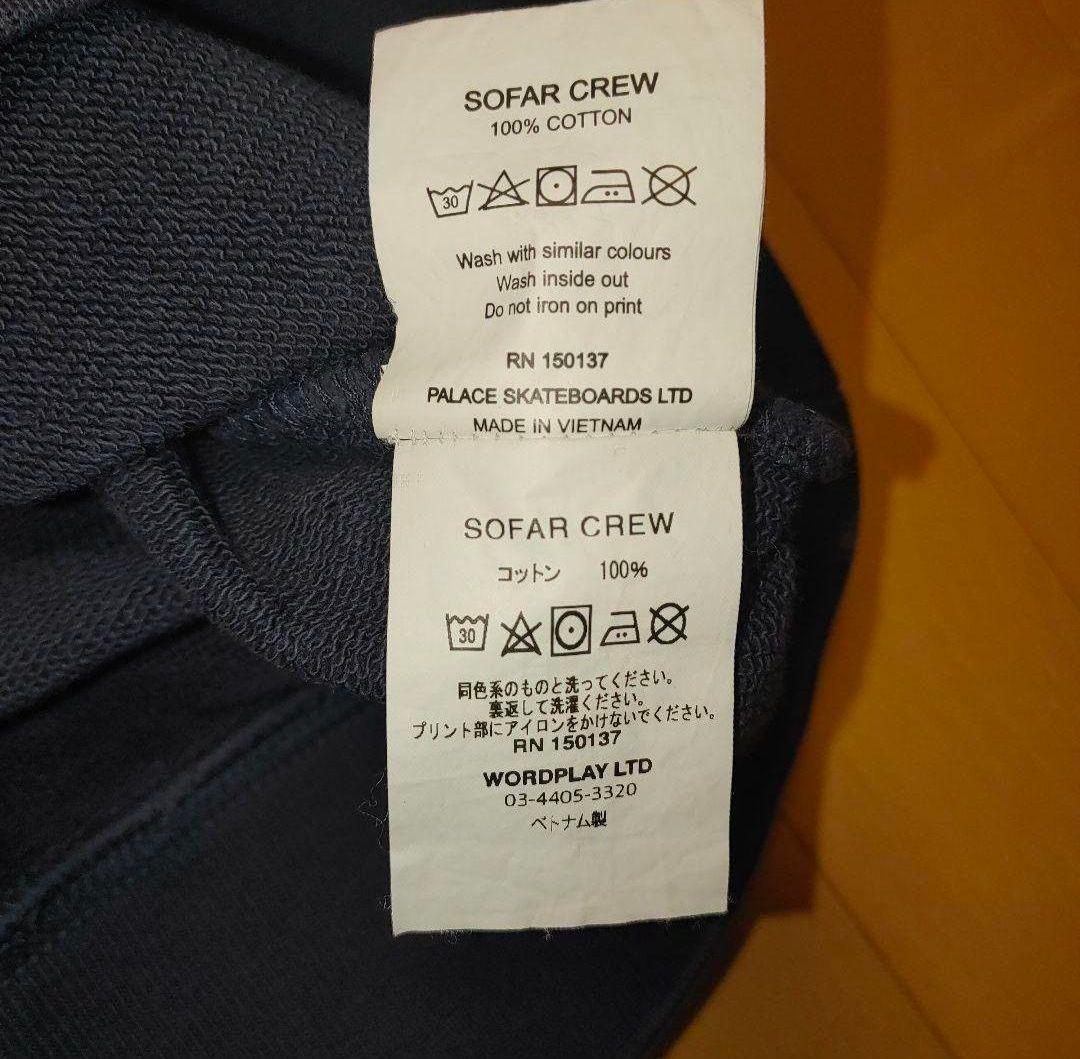 SOFAR CREW
100% COTTON
30
Wash with similar colours
Wash inside out
Do not iron on print
RN 150137
PALACE SKATEBOARDS LTD
MADE IN VIETNAM
SOFAR CREW
コットン 100%
30
同色系のものと洗ってください。
裏返して洗濯ください。
プリント部にアイロンをかけないでください。
RN 150137
WORDPLAY LTD
03-4405-3320
ベトナム製